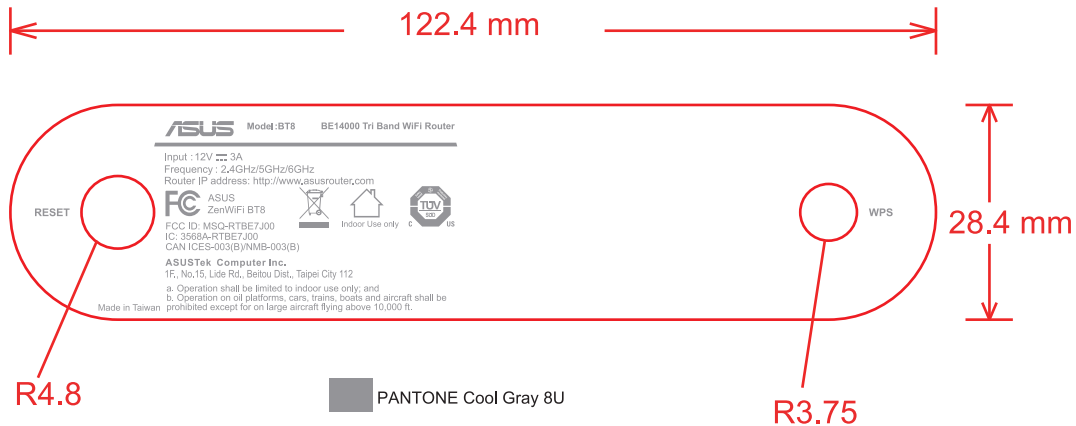 122.4 mm
ASUS Model:BT8 BE14000 Tri Band WiFi Router
Input : 12V ⎓ 3A
Frequency : 2.4GHz/5GHz/6GHz
Router IP address: http://www.asusrouter.com
FC ASUS
ZenWiFi BT8
Indoor Use only
TÜV
500
C US
RESET
WPS
28.4 mm
FCC ID: MSQ-RTBE7J00
IC: 3568A-RTBE7J00
CAN ICES-003(B)/NMB-003(B)
ASUSTek Computer Inc.
1F., No.15, Lide Rd., Beitou Dist., Taipei City 112
a. Operation shall be limited to indoor use only; and
b. Operation on oil platforms, cars, trains, boats and aircraft shall be
Made in Taiwan prohibited except for on large aircraft flying above 10,000 ft.
R4.8
PANTONE Cool Gray 8U
R3.75